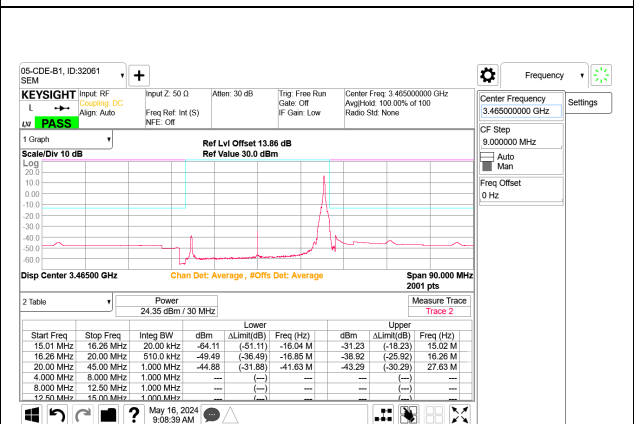 05-CDE-B1, ID:32061
SEM
Frequency
KEYSIGHT Input: RF Input Z: 50 Ω Atten: 30 dB Trig: Free Run Center Freq: 3.465000000 GHz
L Coupling: DC Gate: Off Avg|Hold: 100.00% of 100
Align: Auto Freq Ref: Int (S) IF Gain: Low Radio Std: None
LXI PASS NFE: Off
Center Frequency
3.465000000 GHz
Settings
CF Step
9.000000 MHz
Auto
Man
Freq Offset
0 Hz
1 Graph
Ref Lvl Offset 13.86 dB
Scale/Div 10 dB Ref Value 30.0 dBm
Log
20.0
10.0
0.00
-10.0
-20.0
-30.0
-40.0
-50.0
-60.0
Disp Center 3.46500 GHz Chan Det: Average , #Offs Det: Average Span 90.000 MHz
2001 pts
2 Table Power Measure Trace
24.35 dBm / 30 MHz Trace 2
Lower Upper
Start Freq Stop Freq Integ BW dBm ΔLimit(dB) Freq (Hz) dBm ΔLimit(dB) Freq (Hz)
15.01 MHz 16.26 MHz 20.00 kHz -64.11 (-51.11) -16.04 M -31.23 (-18.23) 15.02 M
16.26 MHz 20.00 MHz 510.0 kHz -49.49 (-36.49) -16.85 M -38.92 (-25.92) 16.26 M
20.00 MHz 45.00 MHz 1.000 MHz -44.88 (-31.88) -41.63 M -43.29 (-30.29) 27.63 M
4.000 MHz 8.000 MHz 1.000 MHz --- (---) --- --- (---) ---
8.000 MHz 12.50 MHz 1.000 MHz --- (---) --- --- (---) ---
12.50 MHz 15.00 MHz 1.000 MHz --- (---) --- --- (---) ---
May 16, 2024
9:08:39 AM